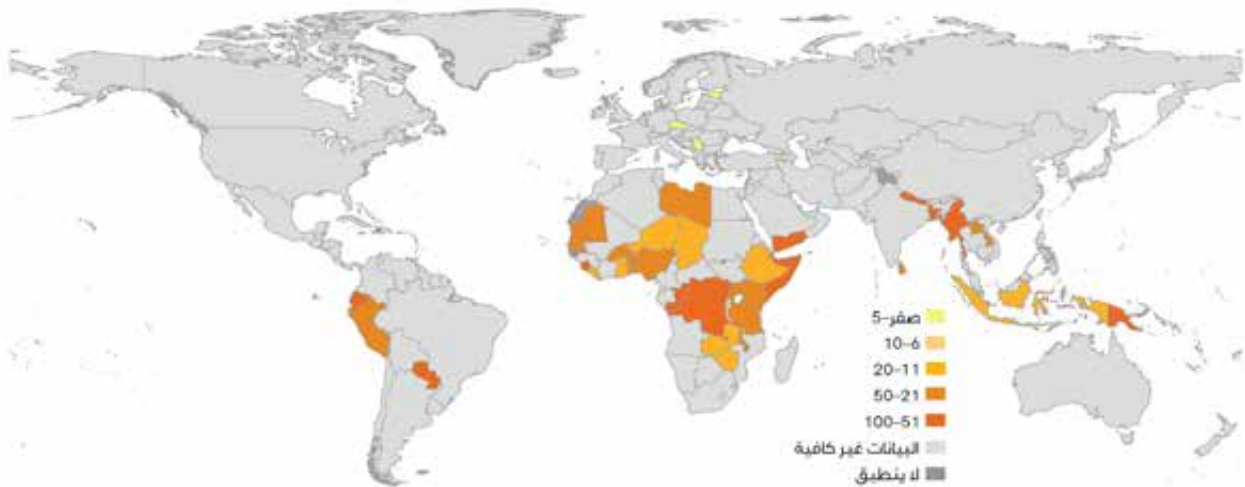 صفر-5
10-6
20-11
50-21
100-51
البيانات غير كافية
لا ينطبق